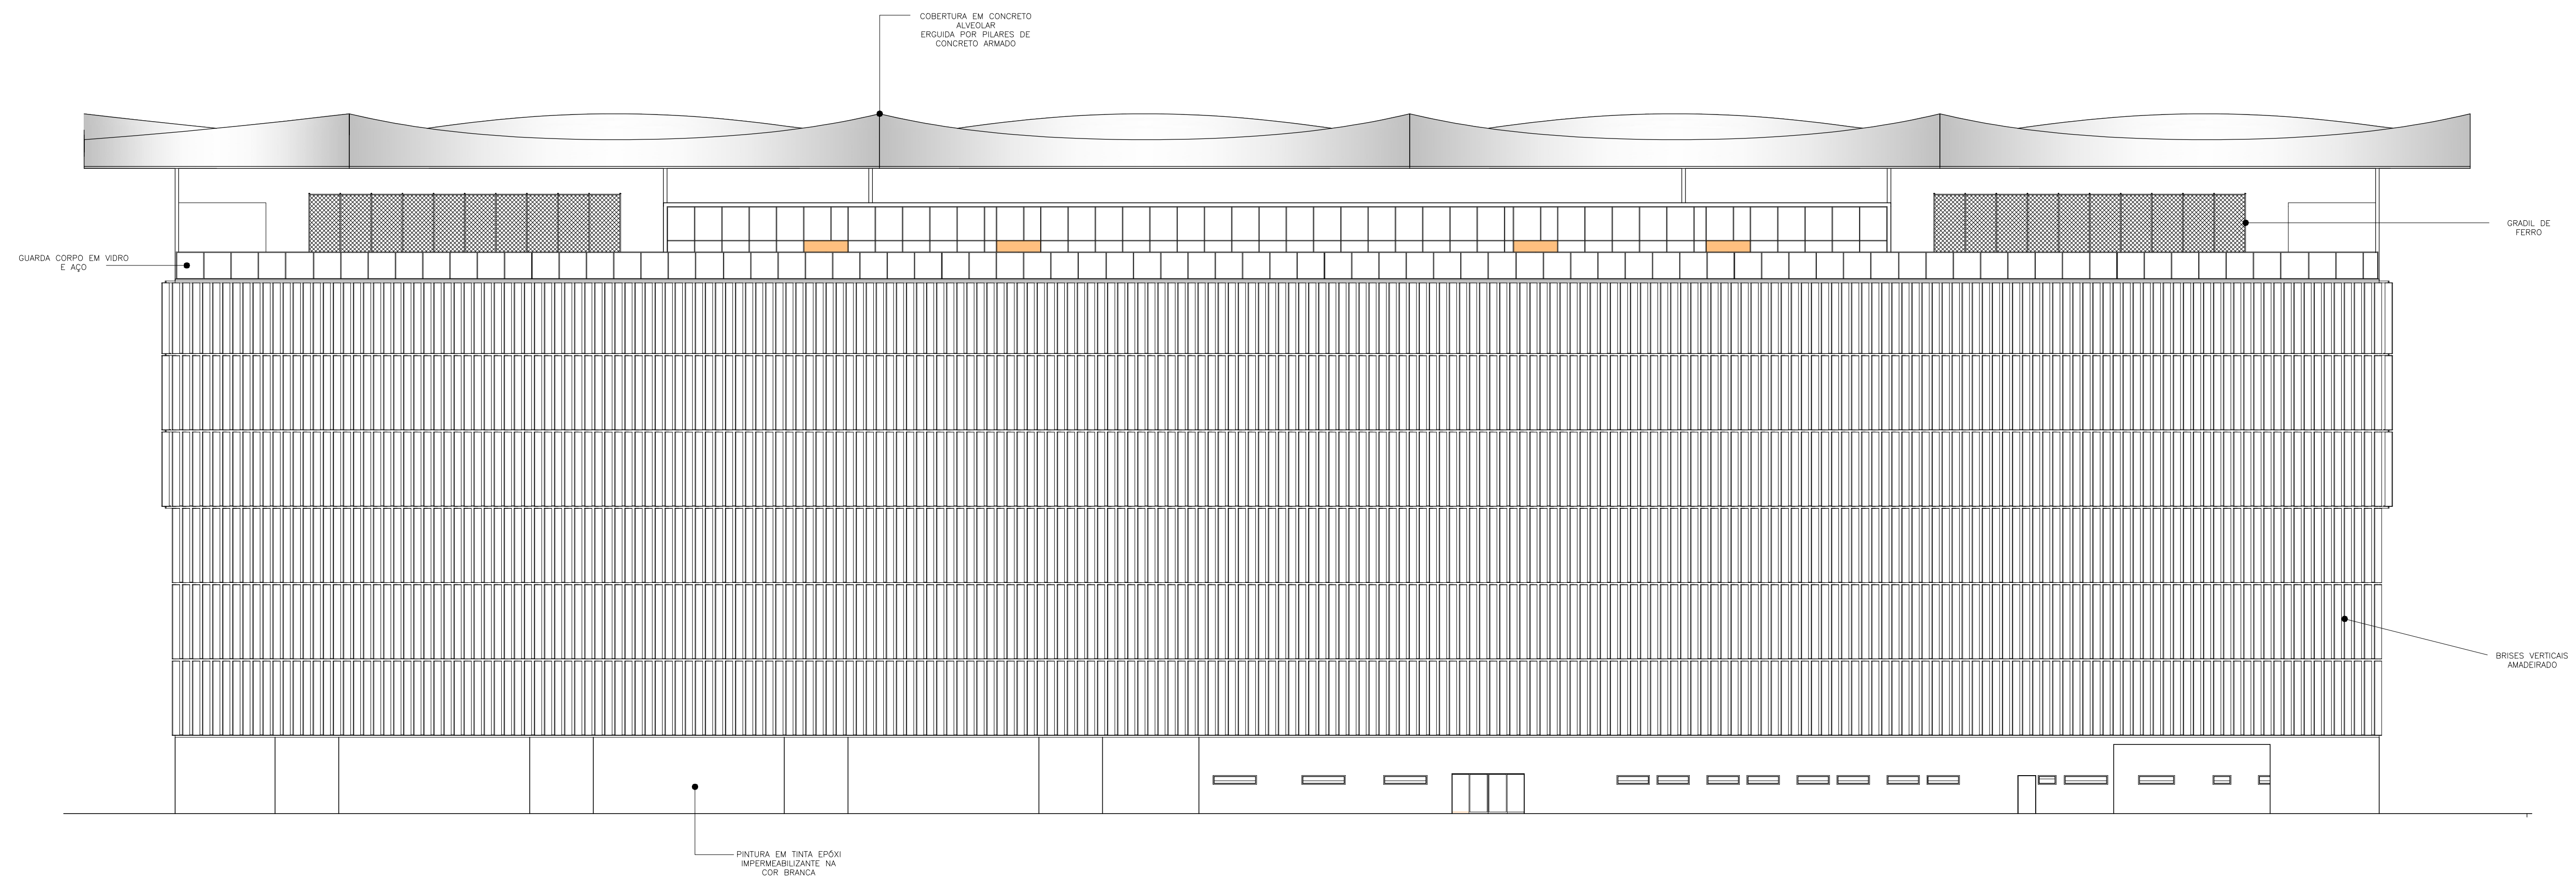 COBERTURA EM CONCRETO
ALVEOLAR
ERGUIDA POR PILARES DE
CONCRETO ARMADO
GRADIL DE
FERRO
GUARDA CORPO EM VIDRO
E AÇO
BRISES VERTICAIS
AMADEIRADO
PINTURA EM TINTA EPÓXI
IMPERMEABILIZANTE NA
COR BRANCA